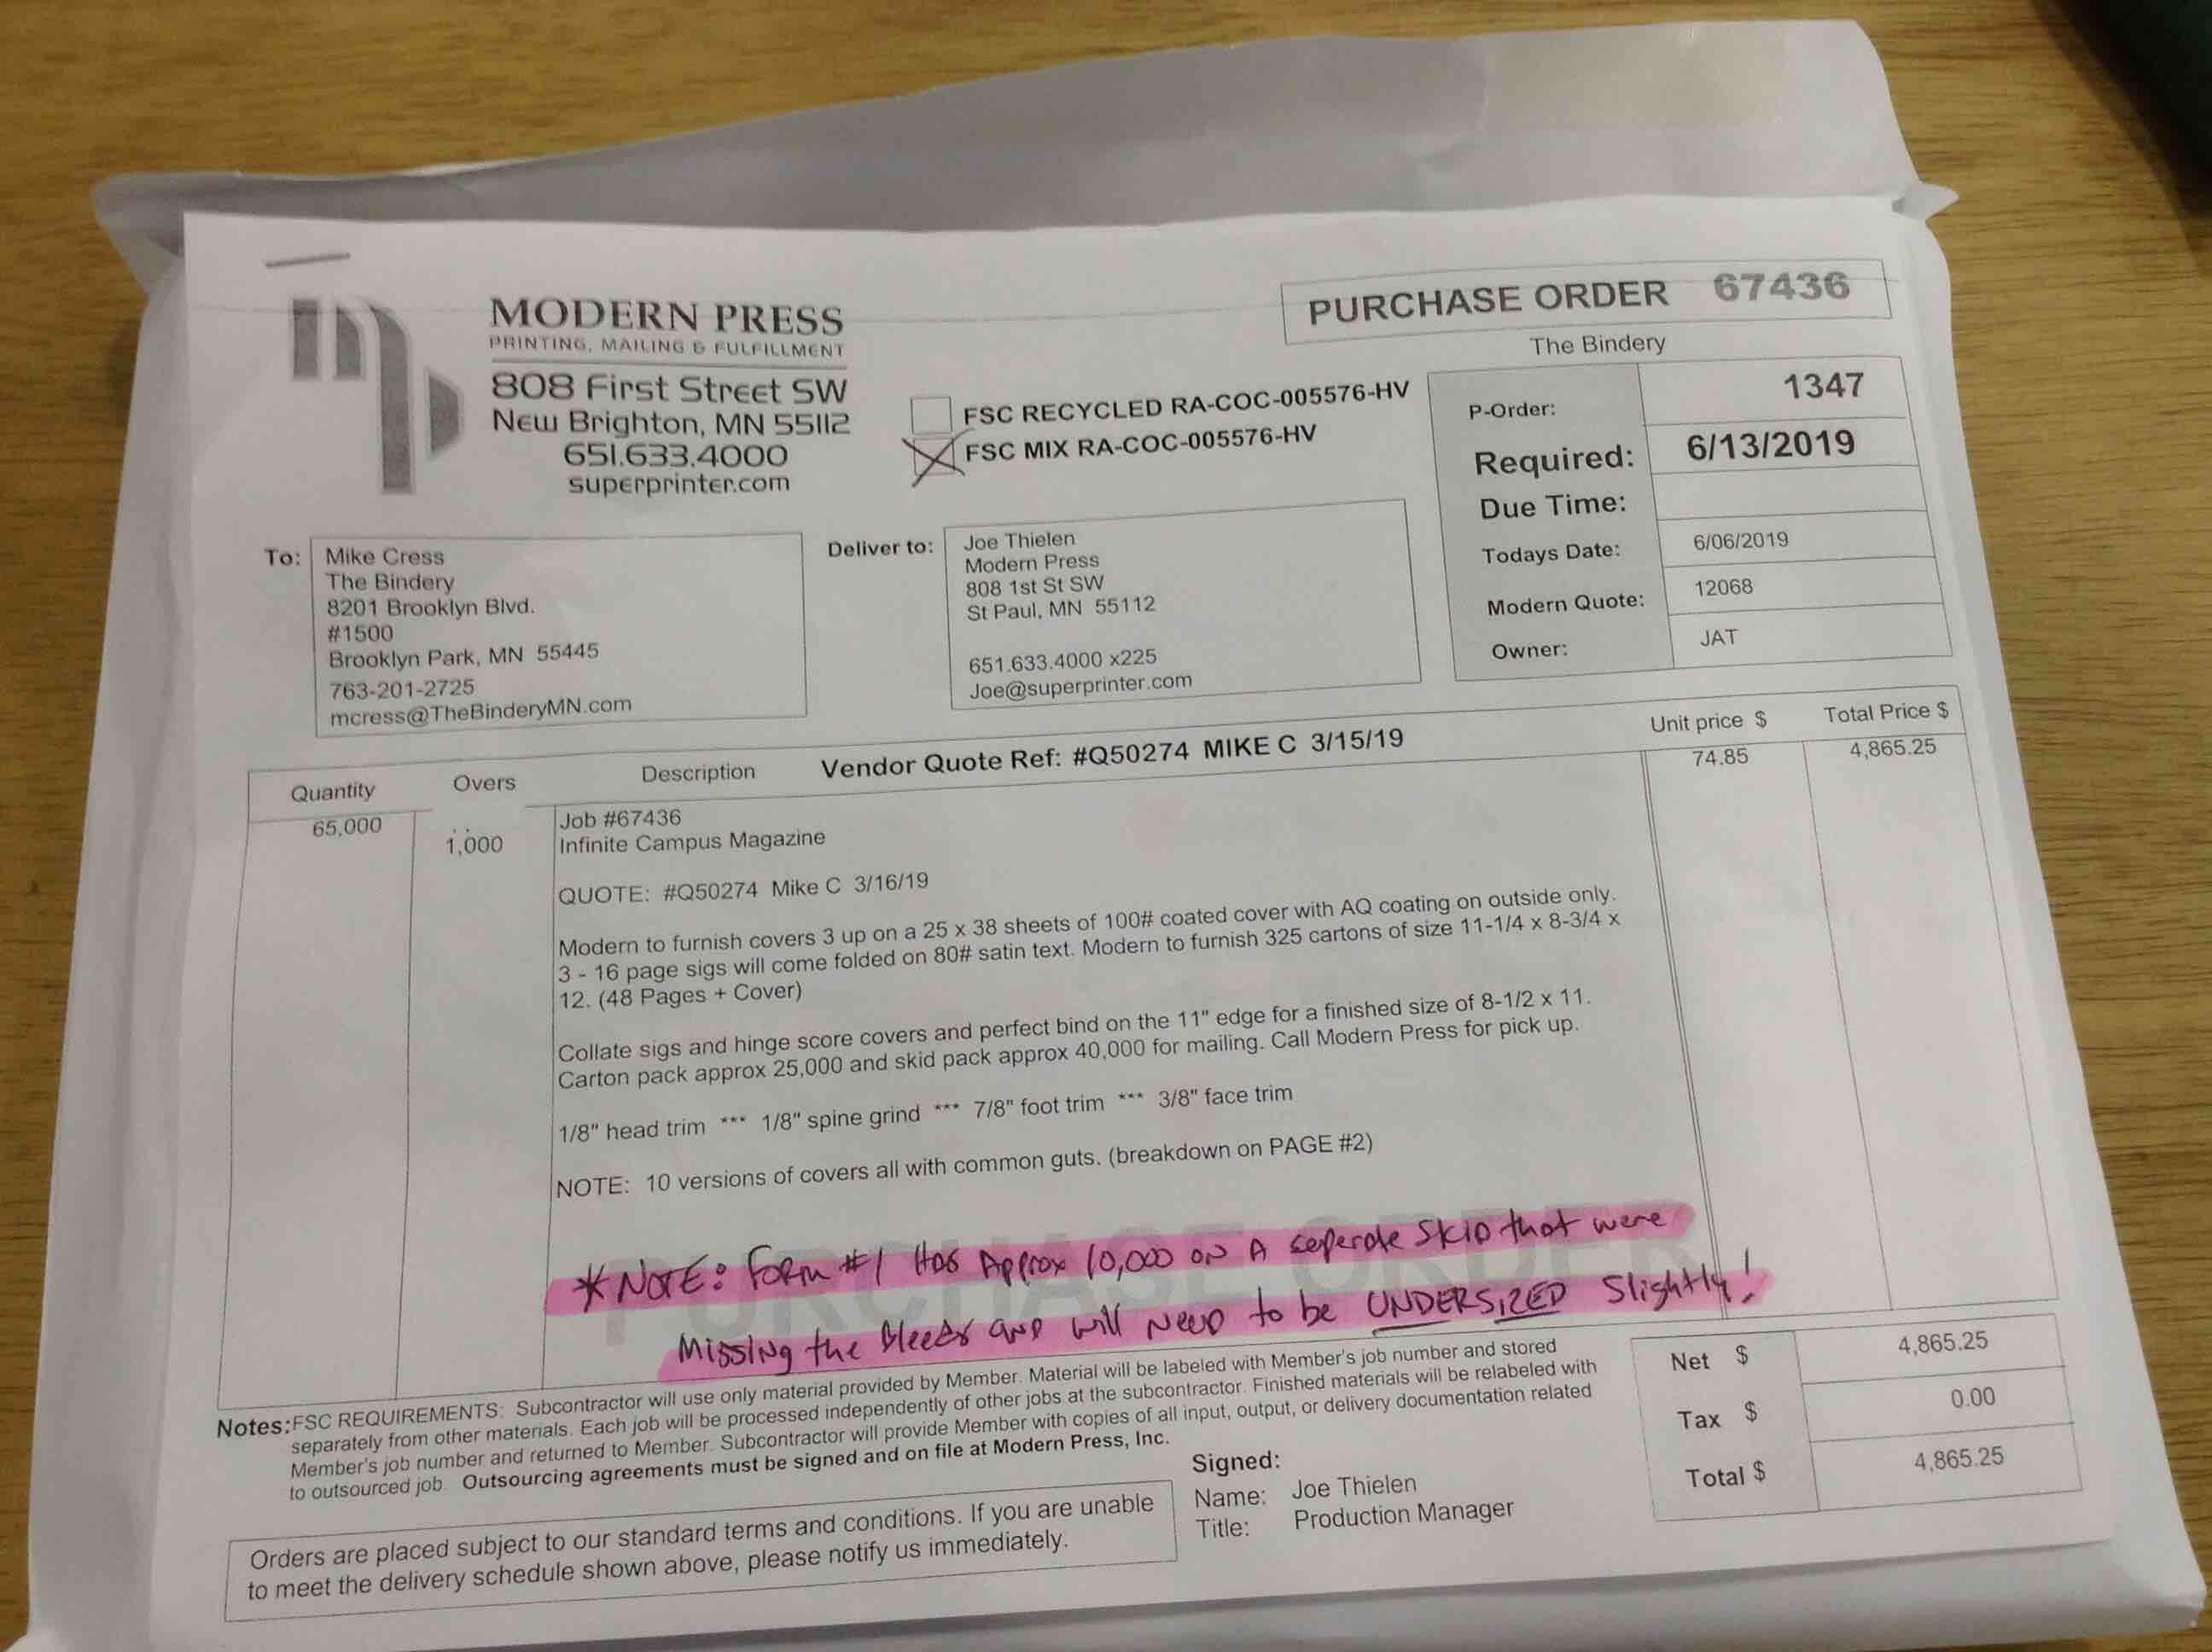 MODERN PRESS
PRINTING, MAILING & FULFILLMENT
808 First Street SW
New Brighton, MN 55112
651.633.4000
superprinter.com
FSC RECYCLED RA-COC-005576-HV
FSC MIX RA-COC-005576-HV
PURCHASE ORDER 67436
The Bindery
P-Order: 1347
Required: 6/13/2019
Due Time:
Todays Date: 6/06/2019
Modern Quote: 12068
Owner: JAT
To: Mike Cress
The Bindery
8201 Brooklyn Blvd.
#1500
Brooklyn Park, MN 55445
763-201-2725
mcress@TheBinderyMN.com
Deliver to: Joe Thielen
Modern Press
808 1st St SW
St Paul, MN 55112
651.633.4000 x225
Joe@superprinter.com
Quantity Overs Description Vendor Quote Ref: #Q50274 MIKE C 3/15/19 Unit price $ Total Price $
65,000 1,000 74.85 4,865.25
Job #67436
Infinite Campus Magazine
QUOTE: #Q50274 Mike C 3/16/19
Modern to furnish covers 3 up on a 25 x 38 sheets of 100# coated cover with AQ coating on outside only.
3 - 16 page sigs will come folded on 80# satin text. Modern to furnish 325 cartons of size 11-1/4 x 8-3/4 x
12. (48 Pages + Cover)
Collate sigs and hinge score covers and perfect bind on the 11" edge for a finished size of 8-1/2 x 11.
Carton pack approx 25,000 and skid pack approx 40,000 for mailing. Call Modern Press for pick up.
1/8" head trim *** 1/8" spine grind *** 7/8" foot trim *** 3/8" face trim
NOTE: 10 versions of covers all with common guts. (breakdown on PAGE #2)
PURCHASE ORDER
* NOTE: Form #1 Has Approx 10,000 on A seperate Skid that were
Missing the Bleeds and will Need to be UNDERSIZED Slightly!
Notes:FSC REQUIREMENTS: Subcontractor will use only material provided by Member. Material will be labeled with Member's job number and stored
separately from other materials. Each job will be processed independently of other jobs at the subcontractor. Finished materials will be relabeled with
Member's job number and returned to Member. Subcontractor will provide Member with copies of all input, output, or delivery documentation related
to outsourced job. Outsourcing agreements must be signed and on file at Modern Press, Inc.
Net $ 4,865.25
Tax $ 0.00
Total $ 4,865.25
Signed:
Name: Joe Thielen
Title: Production Manager
Orders are placed subject to our standard terms and conditions. If you are unable
to meet the delivery schedule shown above, please notify us immediately.